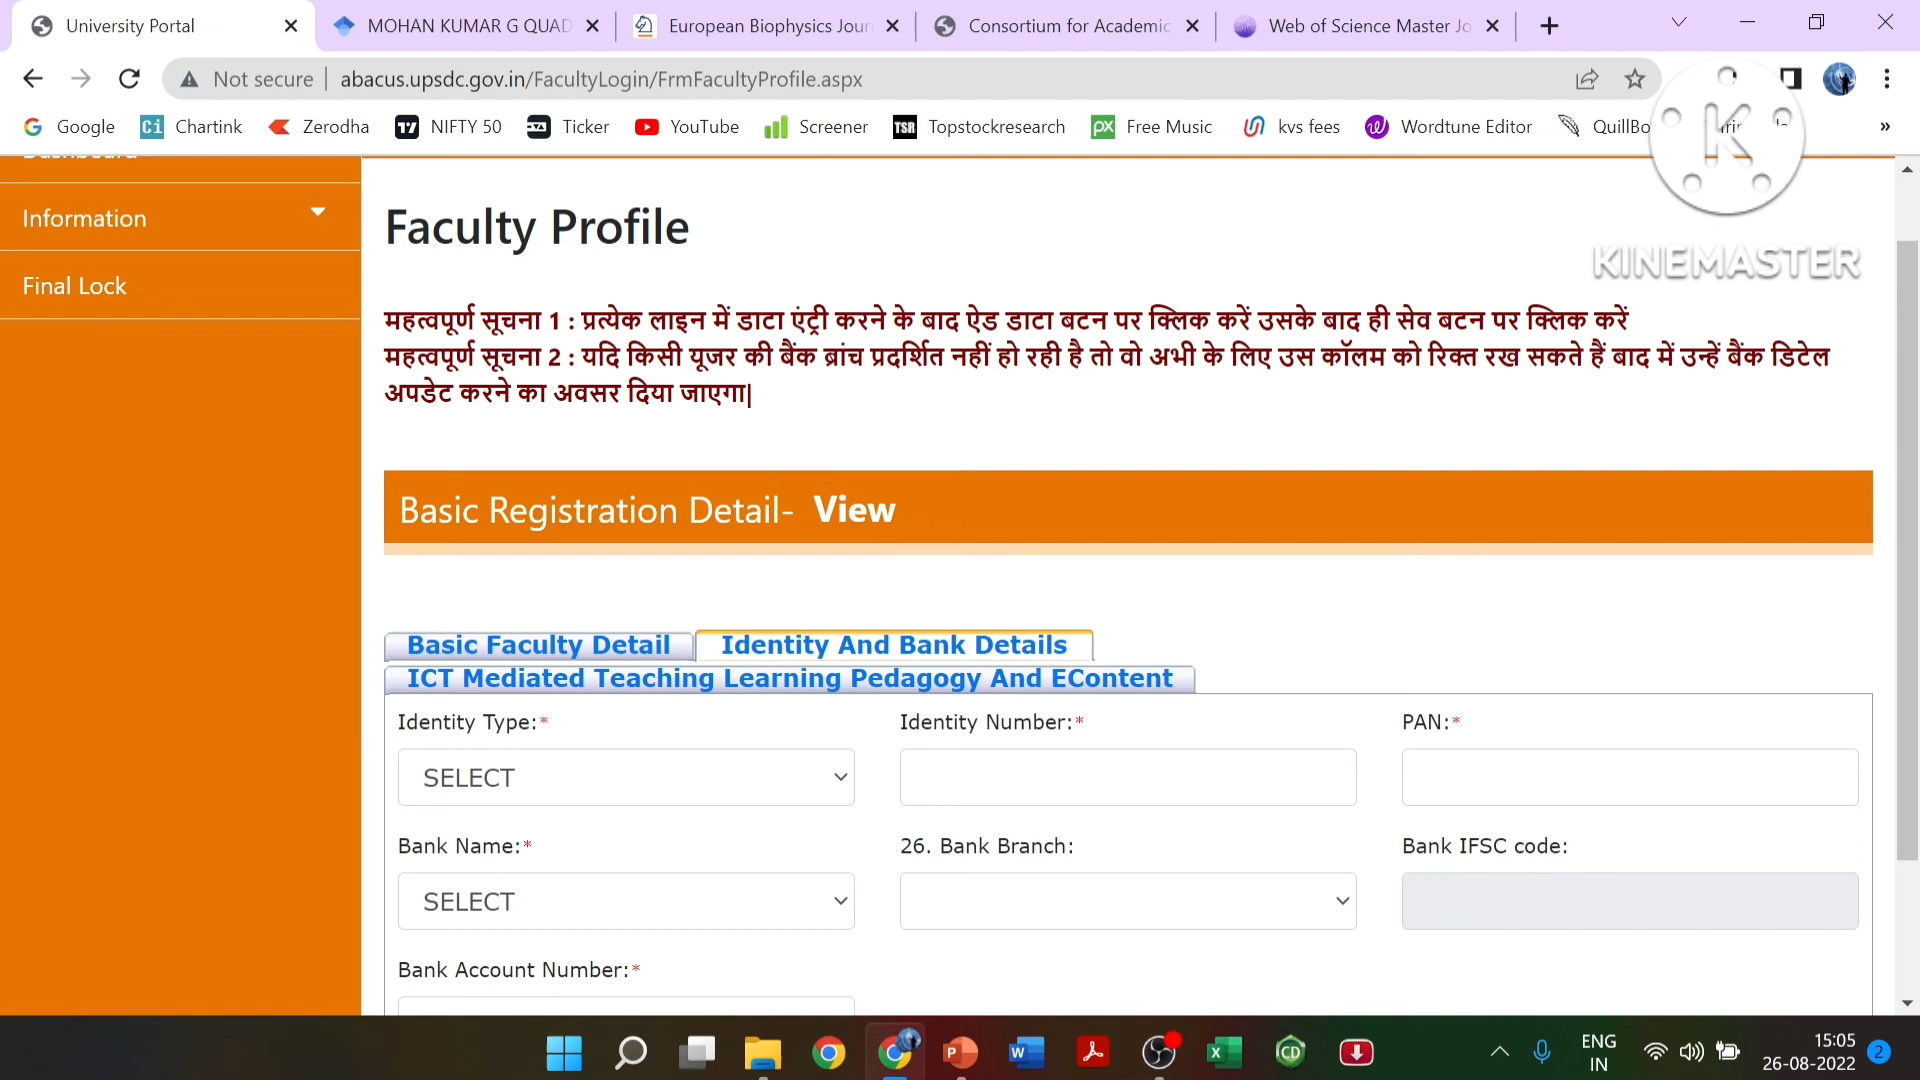 University Portal
MOHAN KUMAR G QUAD
European Biophysics Jour
Consortium for Academic
Web of Science Master Jo
Not secure
abacus.upsdc.gov.in/FacultyLogin/FrmFacultyProfile.aspx
Google
Chartink
Zerodha
NIFTY 50
Ticker
YouTube
Screener
Topstockresearch
Free Music
kvs fees
Wordtune Editor
QuillBo
KINEMASTER
Dashboard
Information
Final Lock
Faculty Profile
महत्वपूर्ण सूचना 1 : प्रत्येक लाइन में डाटा एंट्री करने के बाद ऐड डाटा बटन पर क्लिक करें उसके बाद ही सेव बटन पर क्लिक करें
महत्वपूर्ण सूचना 2 : यदि किसी यूजर की बैंक ब्रांच प्रदर्शित नहीं हो रही है तो वो अभी के लिए उस कॉलम को रिक्त रख सकते हैं बाद में उन्हें बैंक डिटेल
अपडेट करने का अवसर दिया जाएगा|
Basic Registration Detail- View
Basic Faculty Detail
Identity And Bank Details
ICT Mediated Teaching Learning Pedagogy And EContent
Identity Type:*
Identity Number:*
PAN:*
SELECT
Bank Name:*
26. Bank Branch:
Bank IFSC code:
SELECT
Bank Account Number:*
ENG
IN
15:05
26-08-2022
2